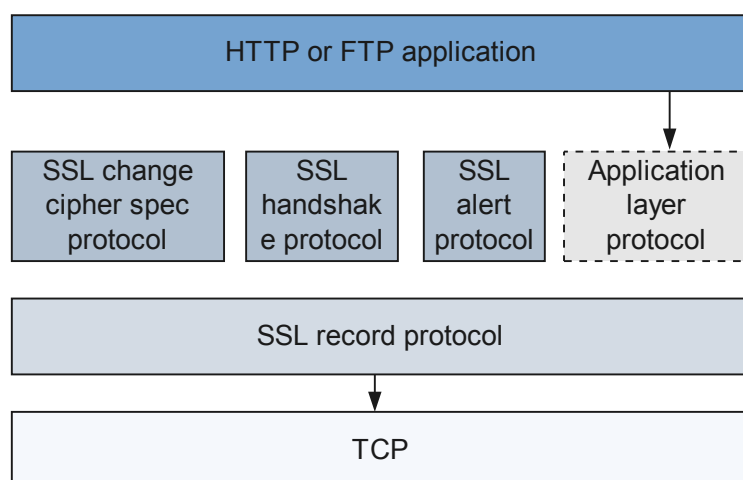 HTTP or FTP application
SSL change
cipher spec
protocol
SSL
handshak
e protocol
SSL
alert
protocol
Application
layer
protocol
SSL record protocol
TCP